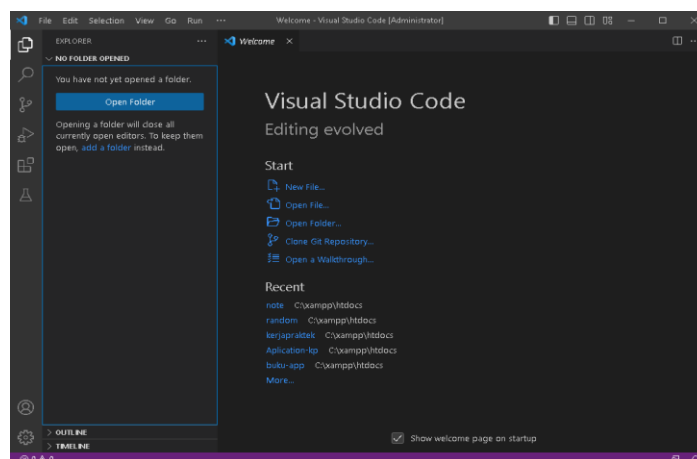 File Edit Selection View Go Run ··· Welcome - Visual Studio Code [Administrator]
EXPLORER ···
NO FOLDER OPENED
You have not yet opened a folder.
Open Folder
Opening a folder will close all
currently open editors. To keep them
open, add a folder instead.
OUTLINE
TIMELINE
Welcome
Visual Studio Code
Editing evolved
Start
New File...
Open File...
Open Folder...
Clone Git Repository...
Open a Walkthrough...
Recent
note C:\xampp\htdocs
random C:\xampp\htdocs
kerjapraktek C:\xampp\htdocs
Aplication-kp C:\xampp\htdocs
buku-app C:\xampp\htdocs
More...
Show welcome page on startup